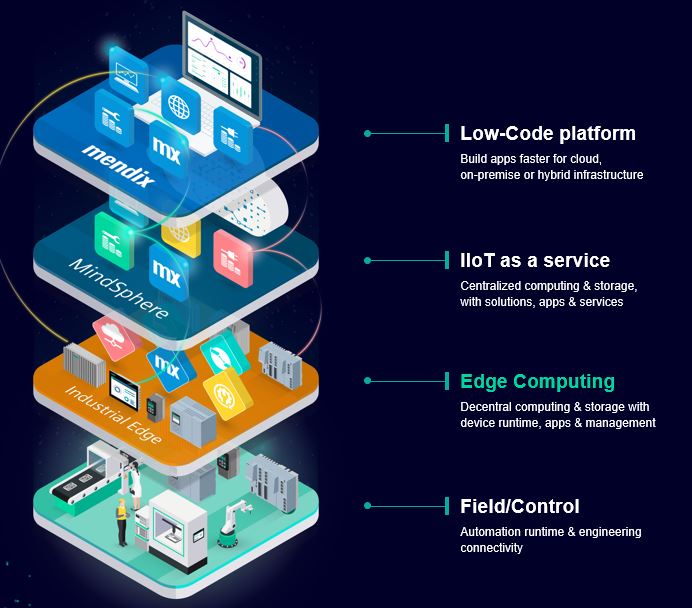 mendix
mx
Low-Code platform
Build apps faster for cloud,
on-premise or hybrid infrastructure
MindSphere
mx
IIoT as a service
Centralized computing & storage,
with solutions, apps & services
Industrial Edge
mx
Edge Computing
Decentral computing & storage with
device runtime, apps & management
Field/Control
Automation runtime & engineering
connectivity